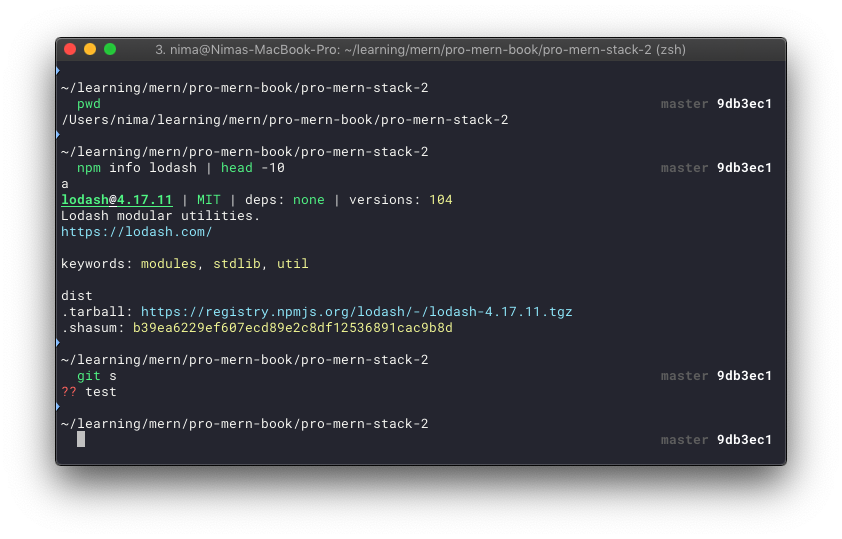 3. nima@Nimas-MacBook-Pro: ~/learning/mern/pro-mern-book/pro-mern-stack-2 (zsh)
~/learning/mern/pro-mern-book/pro-mern-stack-2
pwd master 9db3ec1
/Users/nima/learning/mern/pro-mern-book/pro-mern-stack-2
~/learning/mern/pro-mern-book/pro-mern-stack-2
npm info lodash | head -10 master 9db3ec1
a
lodash@4.17.11 | MIT | deps: none | versions: 104
Lodash modular utilities.
https://lodash.com/
keywords: modules, stdlib, util
dist
.tarball: https://registry.npmjs.org/lodash/-/lodash-4.17.11.tgz
.shasum: b39ea6229ef607ecd89e2c8df12536891cac9b8d
~/learning/mern/pro-mern-book/pro-mern-stack-2
git s master 9db3ec1
?? test
~/learning/mern/pro-mern-book/pro-mern-stack-2
master 9db3ec1